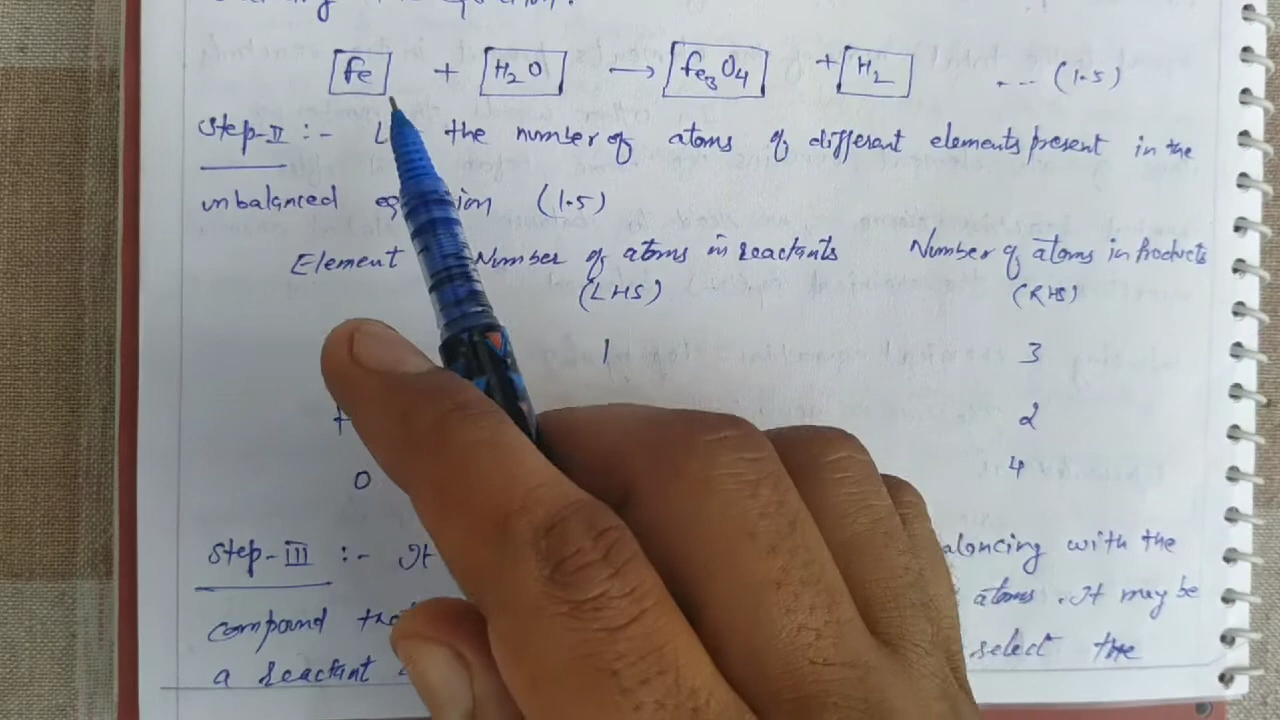 Fe + H₂O → Fe₃O₄ + H₂ --- (1.5)
Step-II :- the number of atoms of different elements present in the
unbalanced (1.5)
Element Number of atoms in reactants Number of atoms in Products
(LHS) (RHS)
1 3
2
O 4
Step-III :- It with the
compound atoms. It may be
a reactant select the